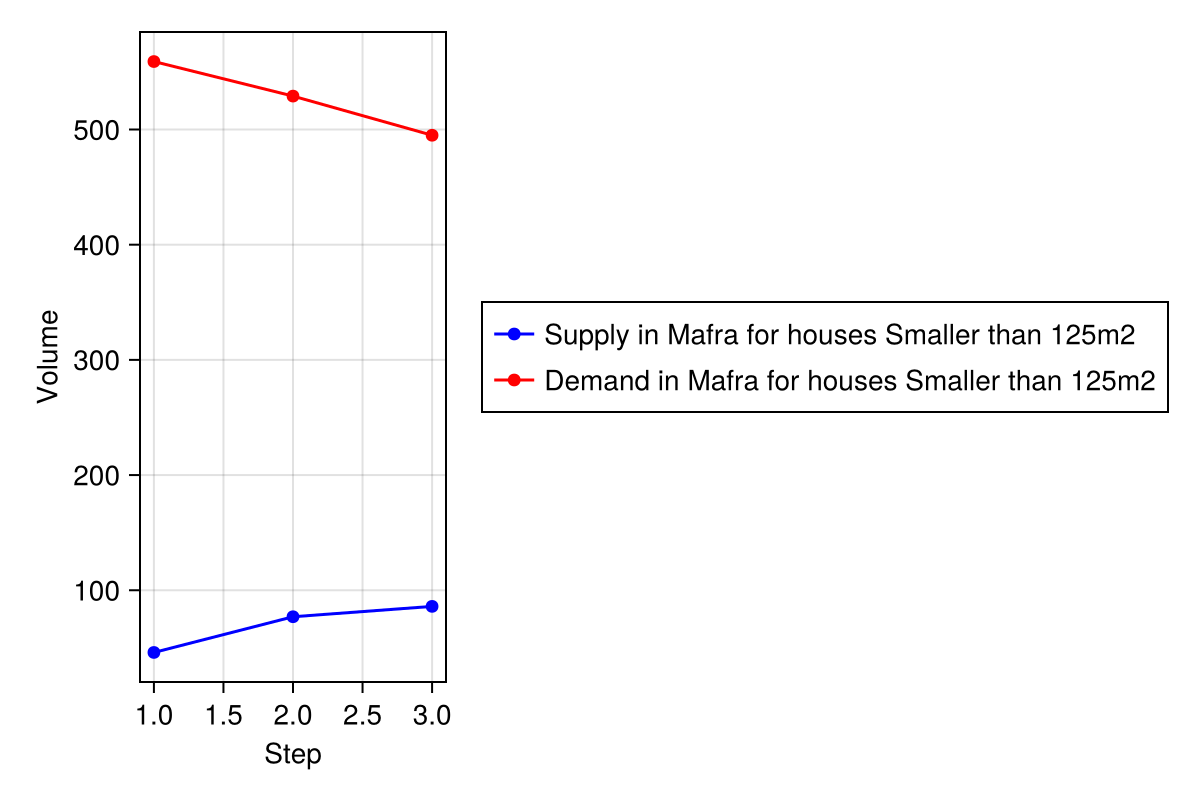 500
400
300
200
100
Volume
1.0 1.5 2.0 2.5 3.0
Step
Supply in Mafra for houses Smaller than 125m2
Demand in Mafra for houses Smaller than 125m2